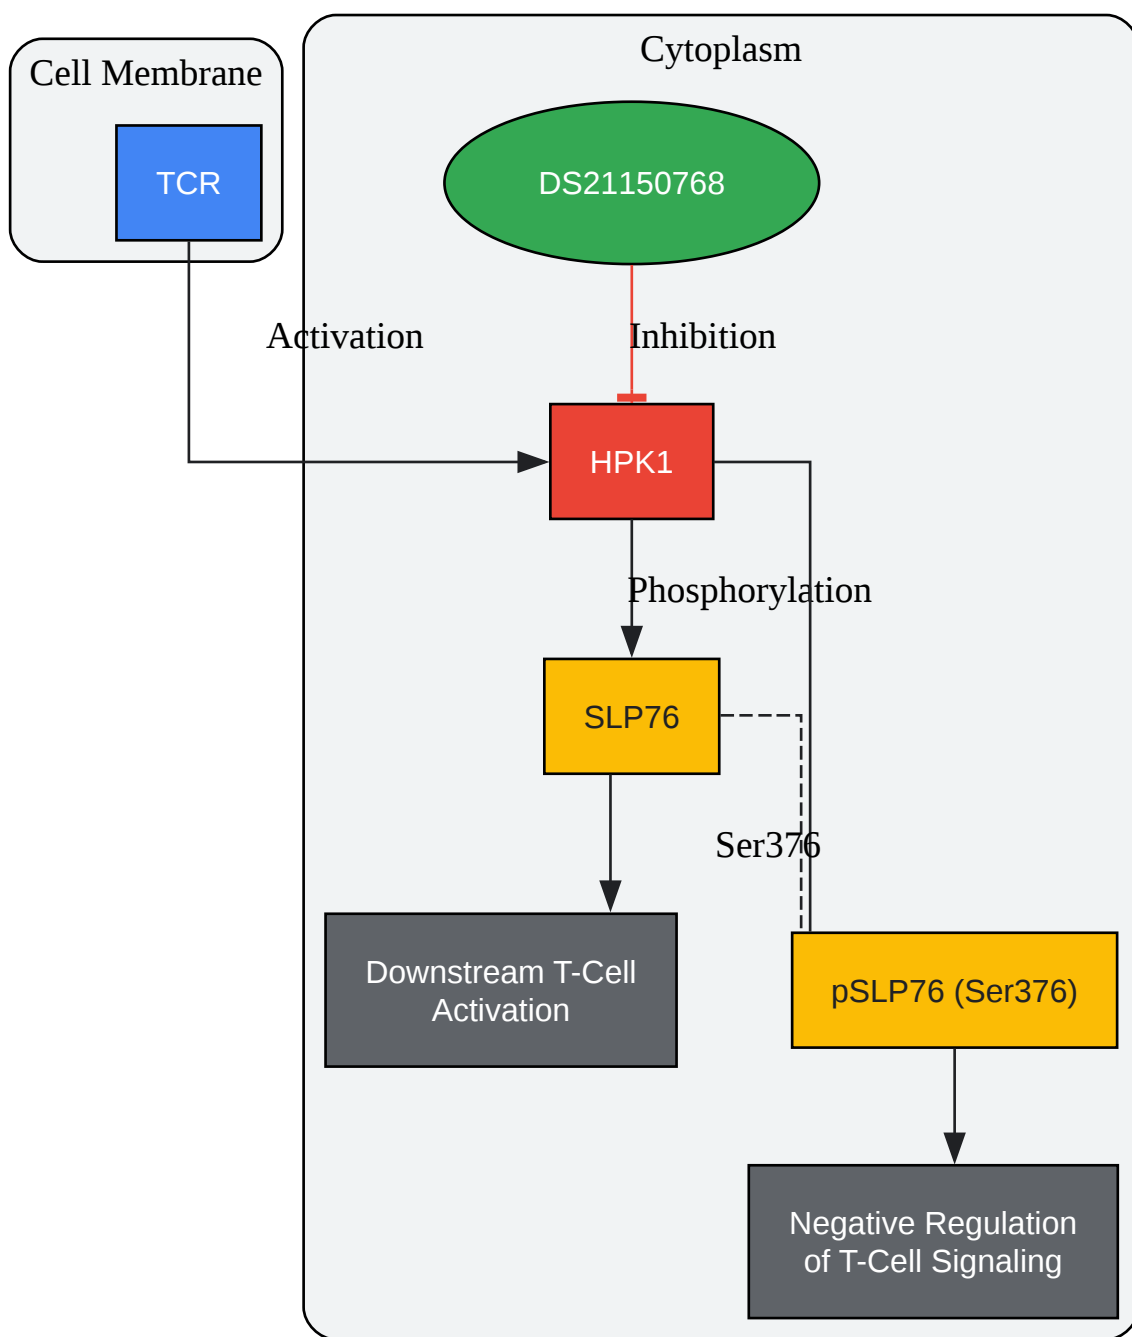 Cytoplasm
Cell Membrane
TCR
DS21150768
Activation
Inhibition
HPK1
Phosphorylation
SLP76
Ser376
Downstream T-Cell
Activation
pSLP76 (Ser376)
Negative Regulation
of T-Cell Signaling